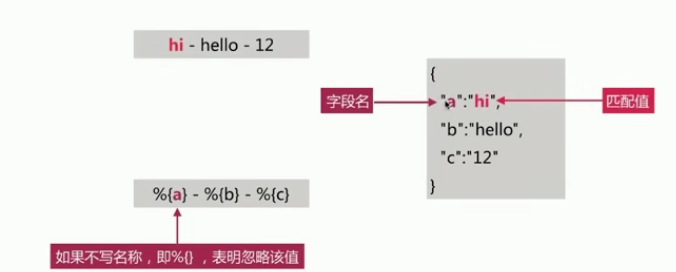 hi - hello - 12
{
字段名
"a":"hi",
匹配值
"b":"hello",
"c":"12"
}
%{a} - %{b} - %{c}
如果不写名称，即%{} ，表明忽略该值